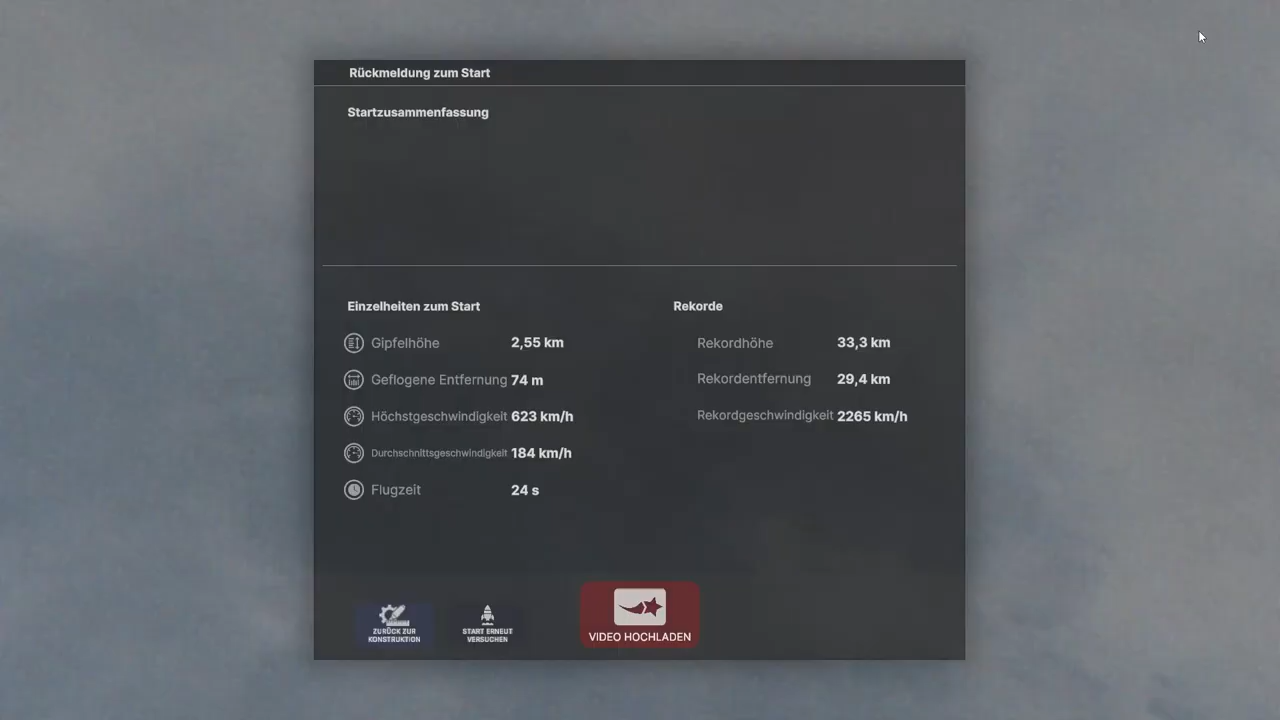 Rückmeldung zum Start
Startzusammenfassung
Einzelheiten zum Start
Gipfelhöhe 2,55 km
Geflogene Entfernung 74 m
Höchstgeschwindigkeit 623 km/h
Durchschnittsgeschwindigkeit 184 km/h
Flugzeit 24 s
Rekorde
Rekordhöhe 33,3 km
Rekordentfernung 29,4 km
Rekordgeschwindigkeit 2265 km/h
ZURÜCK ZUR
KONSTRUKTION
START ERNEUT
VERSUCHEN
VIDEO HOCHLADEN